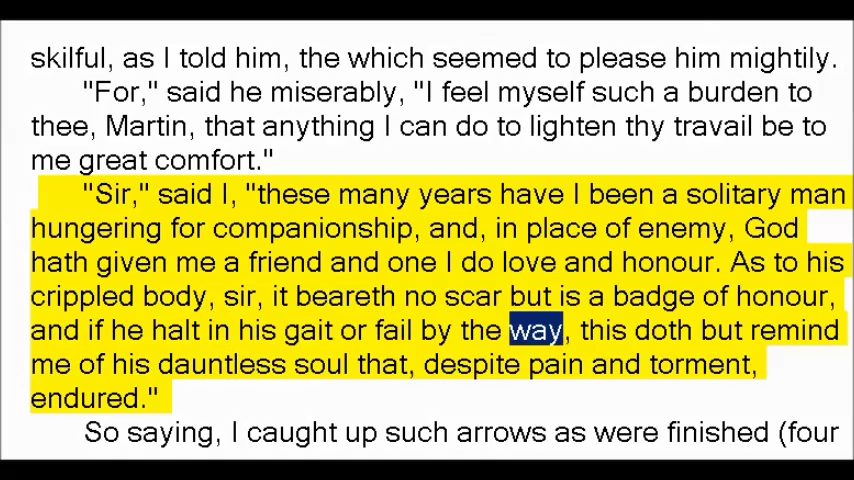 skilful, as I told him, the which seemed to please him mightily.
"For," said he miserably, "I feel myself such a burden to
thee, Martin, that anything I can do to lighten thy travail be to
me great comfort."
"Sir," said I, "these many years have I been a solitary man
hungering for companionship, and, in place of enemy, God
hath given me a friend and one I do love and honour. As to his
crippled body, sir, it beareth no scar but is a badge of honour,
and if he halt in his gait or fail by the way, this doth but remind
me of his dauntless soul that, despite pain and torment,
endured."
So saying, I caught up such arrows as were finished (four